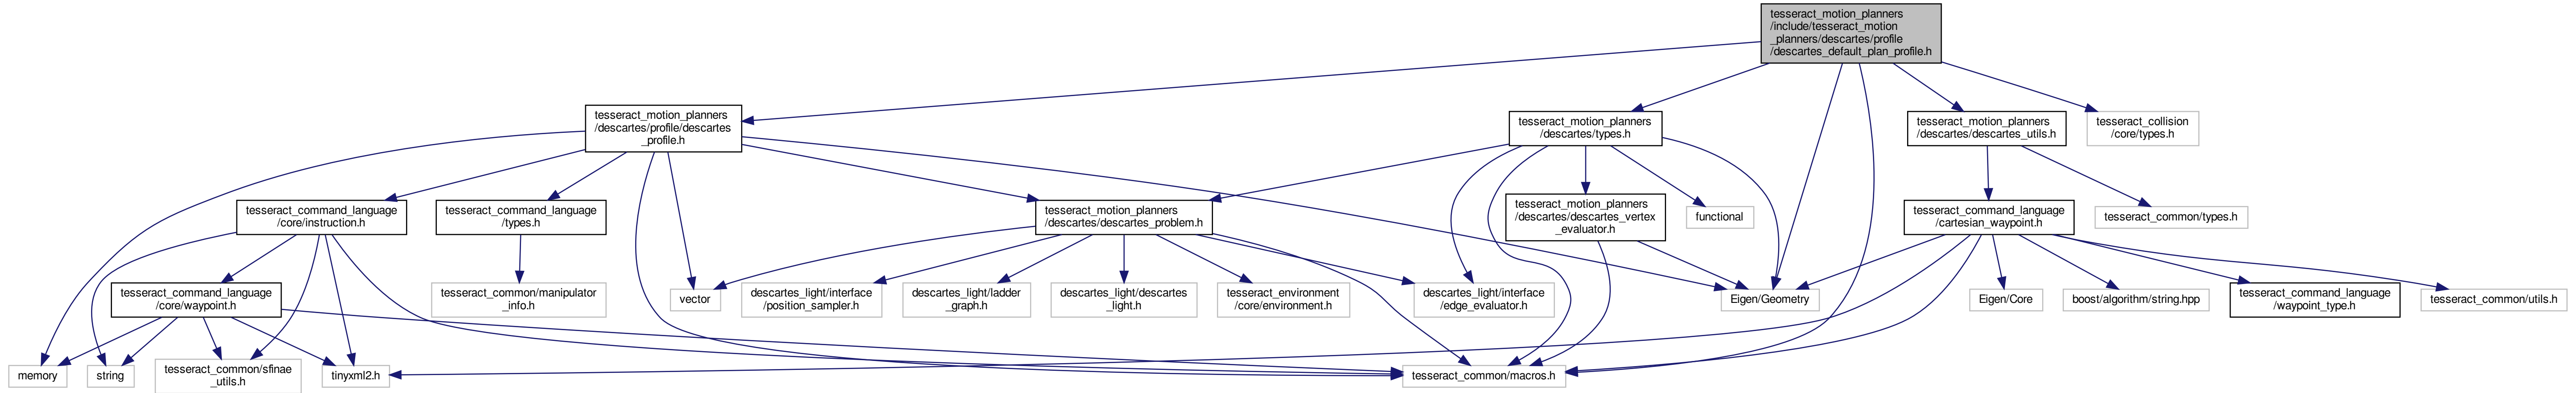 tesseract_motion_planners
/include/tesseract_motion
_planners/descartes/profile
/descartes_default_plan_profile.h
tesseract_motion_planners
/descartes/profile/descartes
_profile.h
tesseract_motion_planners
/descartes/types.h
tesseract_motion_planners
/descartes/descartes_utils.h
tesseract_collision
/core/types.h
tesseract_command_language
/core/instruction.h
tesseract_command_language
/types.h
tesseract_motion_planners
/descartes/descartes_problem.h
tesseract_motion_planners
/descartes/descartes_vertex
_evaluator.h
functional
tesseract_command_language
/cartesian_waypoint.h
tesseract_common/types.h
tesseract_command_language
/core/waypoint.h
tesseract_common/manipulator
_info.h
vector
descartes_light/interface
/position_sampler.h
descartes_light/ladder
_graph.h
descartes_light/descartes
_light.h
tesseract_environment
/core/environment.h
descartes_light/interface
/edge_evaluator.h
Eigen/Geometry
Eigen/Core
boost/algorithm/string.hpp
tesseract_command_language
/waypoint_type.h
tesseract_common/utils.h
memory
string
tesseract_common/sfinae
_utils.h
tinyxml2.h
tesseract_common/macros.h